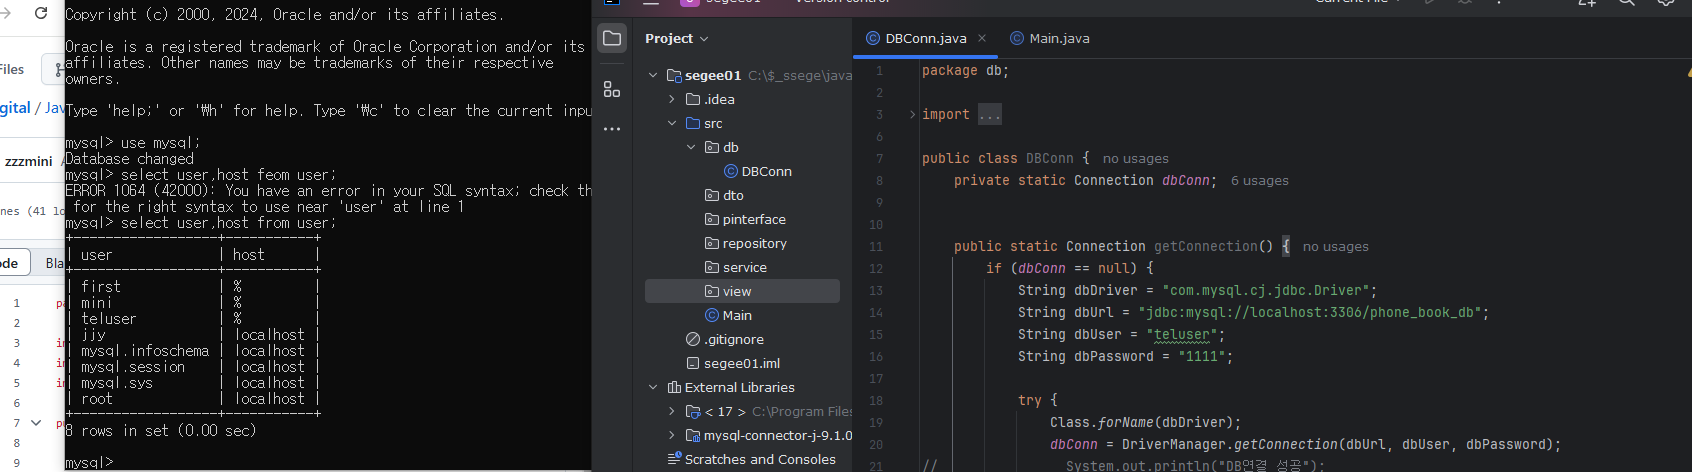 Files
gital / Jav
zzzmini /
nes (41 lo
ode
Bla
1 pa
2
3 im
4 im
5 im
6
7
8
9
Copyright (c) 2000, 2024, Oracle and/or its affiliates.
Oracle is a registered trademark of Oracle Corporation and/or its
affiliates. Other names may be trademarks of their respective
owners.
Type 'help;' or '₩h' for help. Type '₩c' to clear the current inpu
mysql> use mysql;
Database changed
mysql> select user,host feom user;
ERROR 1064 (42000): You have an error in your SQL syntax; check th
for the right syntax to use near 'user' at line 1
mysql> select user,host from user;
+------------------+-----------+
| user | host |
+------------------+-----------+
| first | % |
| mini | % |
| teluser | % |
| jjy | localhost |
| mysql.infoschema | localhost |
| mysql.session | localhost |
| mysql.sys | localhost |
| root | localhost |
+------------------+-----------+
8 rows in set (0.00 sec)
mysql>
segee01
Version control
Current File
Project
segee01 C:\$_ssege\java
.idea
src
db
DBConn
dto
pinterface
repository
service
view
Main
.gitignore
segee01.iml
External Libraries
< 17 > C:\Program Files
mysql-connector-j-9.1.0
Scratches and Consoles
DBConn.java
Main.java
1 package db;
2
3 import ...
6
7 public class DBConn { no usages
8 private static Connection dbConn; 6 usages
9
10
11 public static Connection getConnection() { no usages
12 if (dbConn == null) {
13 String dbDriver = "com.mysql.cj.jdbc.Driver";
14 String dbUrl = "jdbc:mysql://localhost:3306/phone_book_db";
15 String dbUser = "teluser";
16 String dbPassword = "1111";
17
18 try {
19 Class.forName(dbDriver);
20 dbConn = DriverManager.getConnection(dbUrl, dbUser, dbPassword);
21 // System.out.println("DB연결 성공");